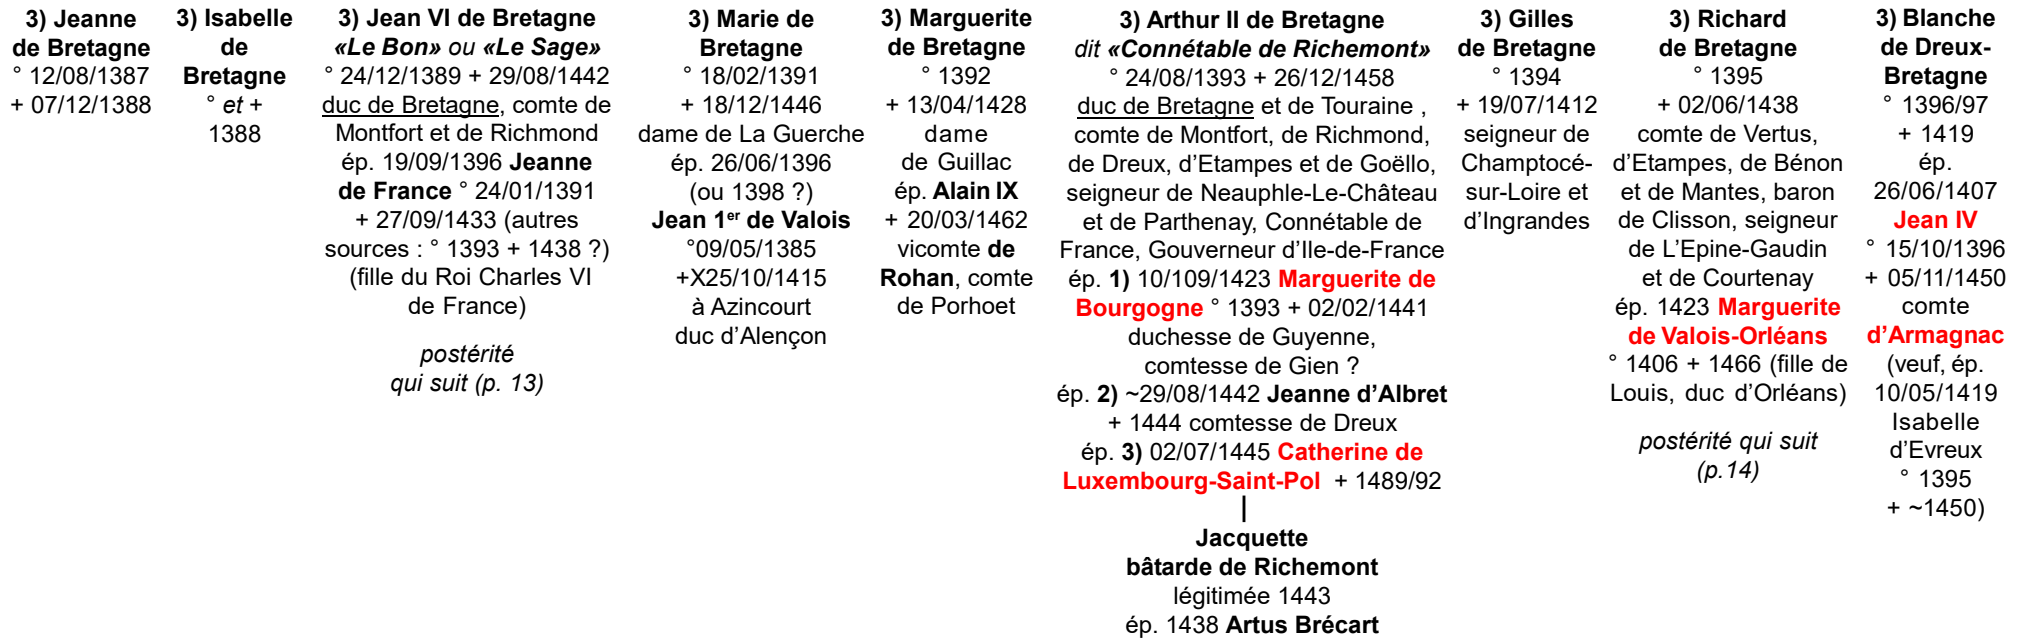 3) Jeanne
de Bretagne
° 12/08/1387
+ 07/12/1388
3) Isabelle
de
Bretagne
° et +
1388
3) Jean VI de Bretagne
«Le Bon» ou «Le Sage»
° 24/12/1389 + 29/08/1442
duc de Bretagne, comte de
Montfort et de Richmond
ép. 19/09/1396 Jeanne
de France ° 24/01/1391
+ 27/09/1433 (autres
sources : ° 1393 + 1438 ?)
(fille du Roi Charles VI
de France)
postérité
qui suit (p. 13)
3) Marie de
Bretagne
° 18/02/1391
+ 18/12/1446
dame de La Guerche
ép. 26/06/1396
(ou 1398 ?)
Jean 1er de Valois
°09/05/1385
+X25/10/1415
à Azincourt
duc d’Alençon
3) Marguerite
de Bretagne
° 1392
+ 13/04/1428
dame
de Guillac
ép. Alain IX
+ 20/03/1462
vicomte de
Rohan, comte
de Porhoet
3) Arthur II de Bretagne
dit «Connétable de Richemont»
° 24/08/1393 + 26/12/1458
duc de Bretagne et de Touraine ,
comte de Montfort, de Richmond,
de Dreux, d’Etampes et de Goëllo,
seigneur de Neauphle-Le-Château
et de Parthenay, Connétable de
France, Gouverneur d’Ile-de-France
ép. 1) 10/109/1423 Marguerite de
Bourgogne ° 1393 + 02/02/1441
duchesse de Guyenne,
comtesse de Gien ?
ép. 2) ~29/08/1442 Jeanne d’Albret
+ 1444 comtesse de Dreux
ép. 3) 02/07/1445 Catherine de
Luxembourg-Saint-Pol + 1489/92
Jacquette
bâtarde de Richemont
légitimée 1443
ép. 1438 Artus Brécart
3) Gilles
de Bretagne
° 1394
+ 19/07/1412
seigneur de
Champtocé-
sur-Loire et
d’Ingrandes
3) Richard
de Bretagne
° 1395
+ 02/06/1438
comte de Vertus,
d’Etampes, de Bénon
et de Mantes, baron
de Clisson, seigneur
de L’Epine-Gaudin
et de Courtenay
ép. 1423 Marguerite
de Valois-Orléans
° 1406 + 1466 (fille de
Louis, duc d’Orléans)
postérité qui suit
(p.14)
3) Blanche
de Dreux-
Bretagne
° 1396/97
+ 1419
ép.
26/06/1407
Jean IV
° 15/10/1396
+ 05/11/1450
comte
d’Armagnac
(veuf, ép.
10/05/1419
Isabelle
d’Evreux
° 1395
+ ~1450)